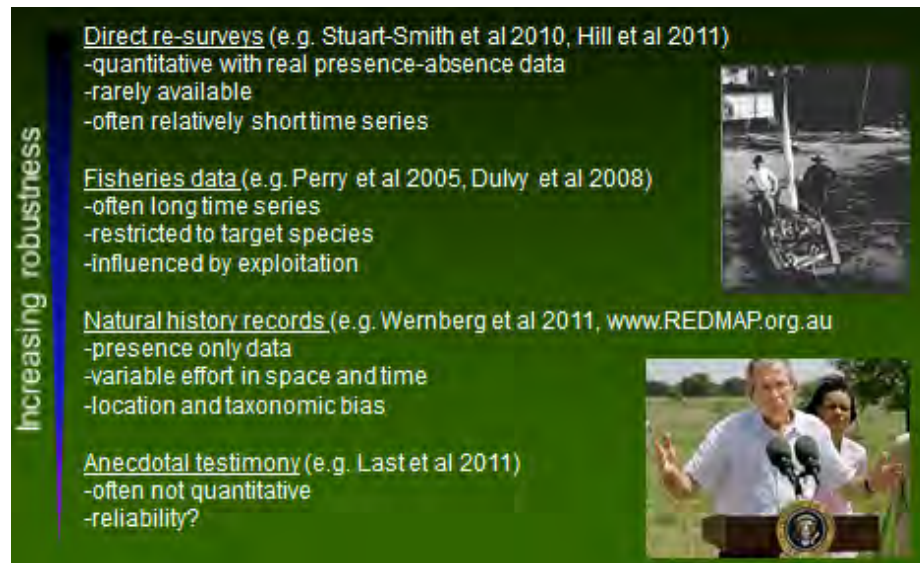 Increasing robustness
Direct re-surveys (e.g. Stuart-Smith et al 2010, Hill et al 2011)
-quantitative with real presence-absence data
-rarely available
-often relatively short time series
Fisheries data (e.g. Perry et al 2005, Dulvy et al 2008)
-often long time series
-restricted to target species
-influenced by exploitation
Natural history records (e.g. Wernberg et al 2011, www.REDMAP.org.au
-presence only data
-variable effort in space and time
-location and taxonomic bias
Anecdotal testimony (e.g. Last et al 2011)
-often not quantitative
-reliability?